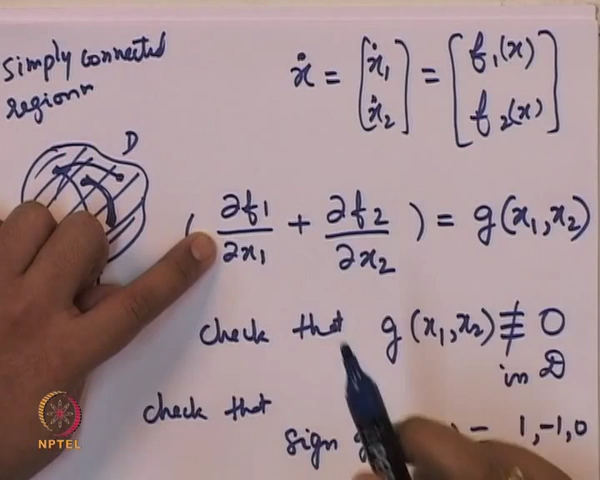 simply connected
region
D
ẋ = [ẋ₁ ẋ₂] = [f₁(x) f₂(x)]
( ∂f₁/∂x₁ + ∂f₂/∂x₂ ) = g(x₁,x₂)
check that g(x₁,x₂) ≢ 0
in D
check that
sign 1,-1,0
NPTEL